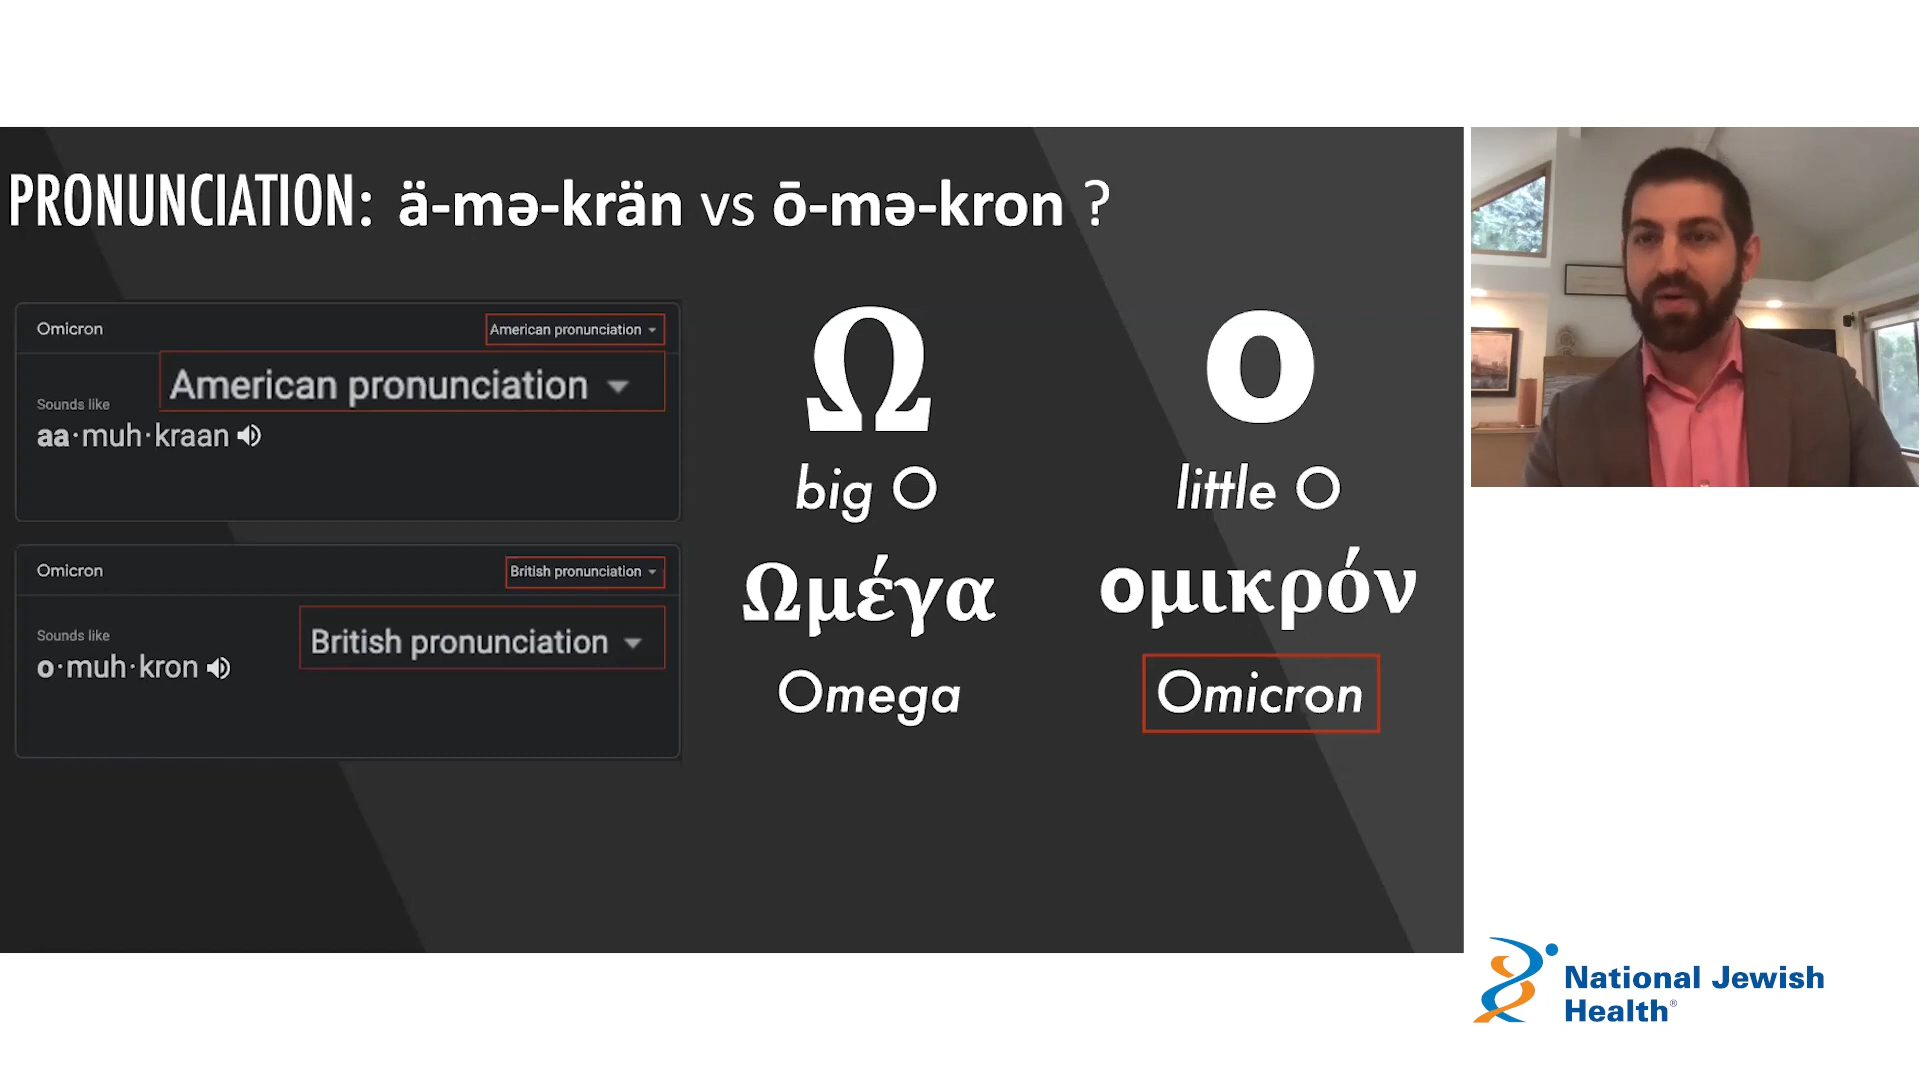 PRONUNCIATION: ä-mə-krän vs ō-mə-kron ?
Omicron
American pronunciation
American pronunciation
Sounds like
aa·muh·kraan
Omicron
British pronunciation
British pronunciation
Sounds like
o·muh·kron
Ω
big O
Ωμέγα
Omega
ο
little O
ομικρόν
Omicron
National Jewish
Health®